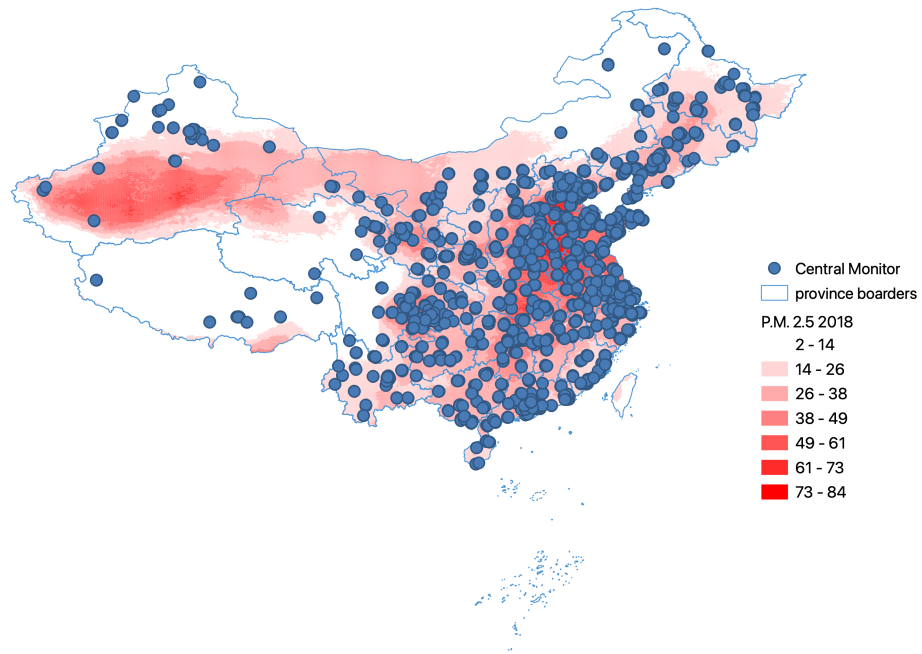 Central Monitor
province boarders
P.M. 2.5 2018
2 - 14
14 - 26
26 - 38
38 - 49
49 - 61
61 - 73
73 - 84